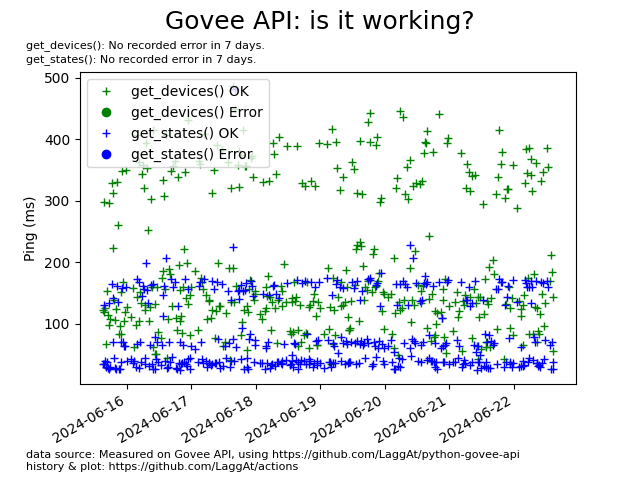 Govee API: is it working?
get_devices(): No recorded error in 7 days.
get_states(): No recorded error in 7 days.
get_devices() OK
get_devices() Error
get_states() OK
get_states() Error
Ping (ms)
500
400
300
200
100
2024-06-16
2024-06-17
2024-06-18
2024-06-19
2024-06-20
2024-06-21
2024-06-22
data source: Measured on Govee API, using https://github.com/LaggAt/python-govee-api
history & plot: https://github.com/LaggAt/actions